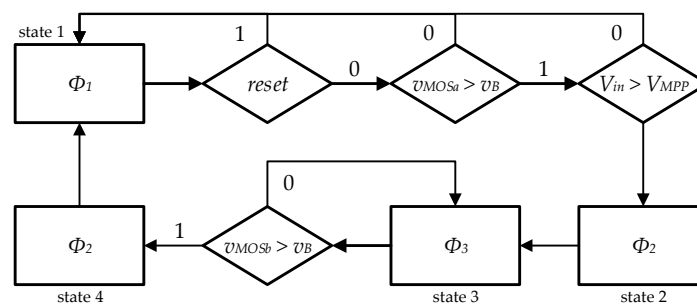 state 1
1
0
0
Φ1
reset
0
vMOSa > vB
1
Vin > VMPP
0
Φ2
1
vMOSb > vB
Φ3
Φ2
state 4
state 3
state 2